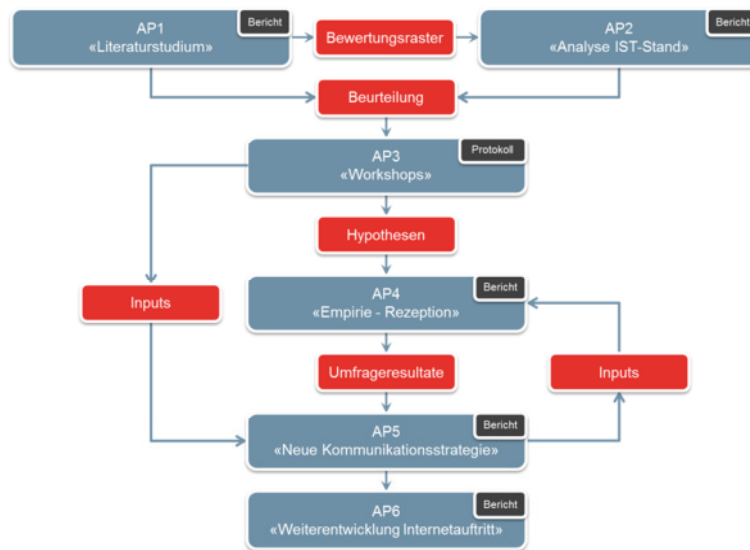 AP1
Bericht
«Literaturstudium»
Bewertungsraster
AP2
Bericht
«Analyse IST-Stand»
Beurteilung
AP3
Protokoll
«Workshops»
Hypothesen
Inputs
AP4
Bericht
«Empirie - Rezeption»
Umfrageresultate
Inputs
AP5
Bericht
«Neue Kommunikationsstrategie»
AP6
Bericht
«Weiterentwicklung Internetauftritt»